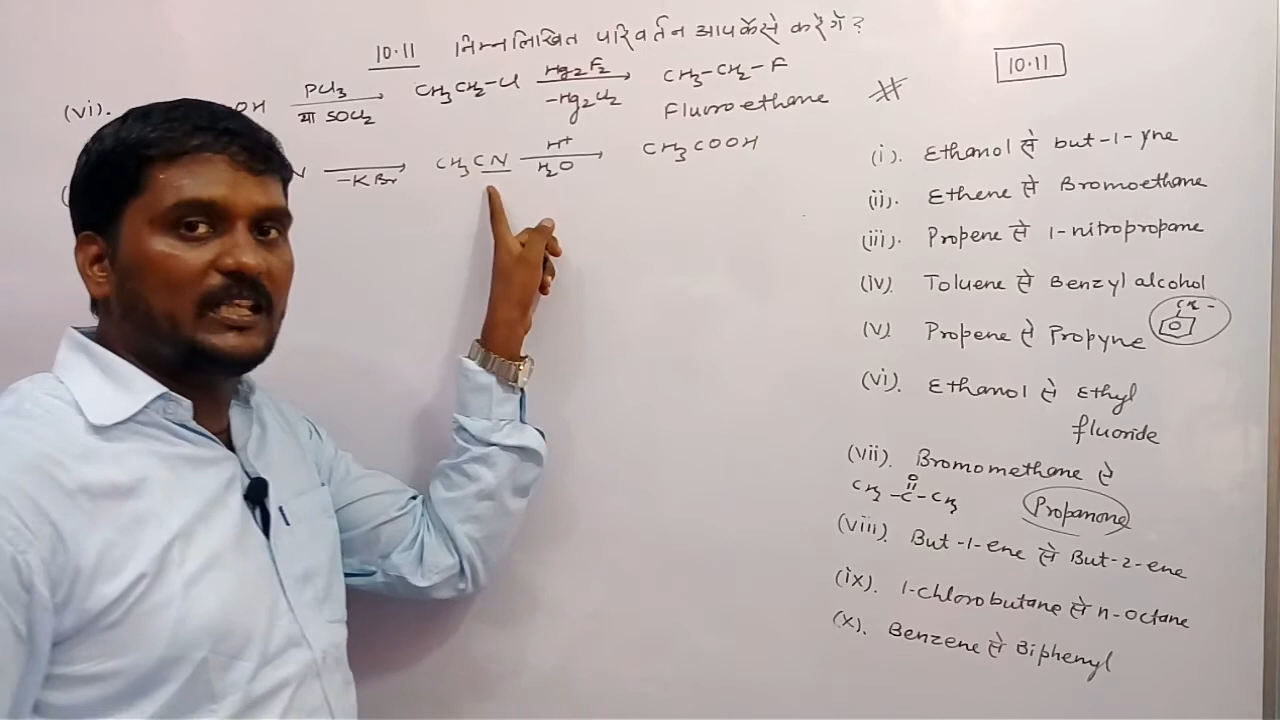 10.11 निम्नलिखित परिवर्तन आप कैसे करेंगे?
(vi). OH PCl3 या SOCl2 CH3CH2-Cl Hg2F2 -Hg2Cl2 CH3-CH2-F
Fluoroethane
N -KBr CH3CN H+ H2O CH3COOH
10.11
(i). Ethanol से but-1-yne
(ii). Ethene से Bromoethane
(iii). Propene से 1-nitropropane
(iv). Toluene से Benzyl alcohol
(v). Propene से Propyne
(vi). Ethanol से Ethyl
fluoride
(vii). Bromomethane से
CH3-C-CH3 O Propanone
(viii). But-1-ene से But-2-ene
(ix). 1-chlorobutane से n-octane
(x). Benzene से Biphenyl